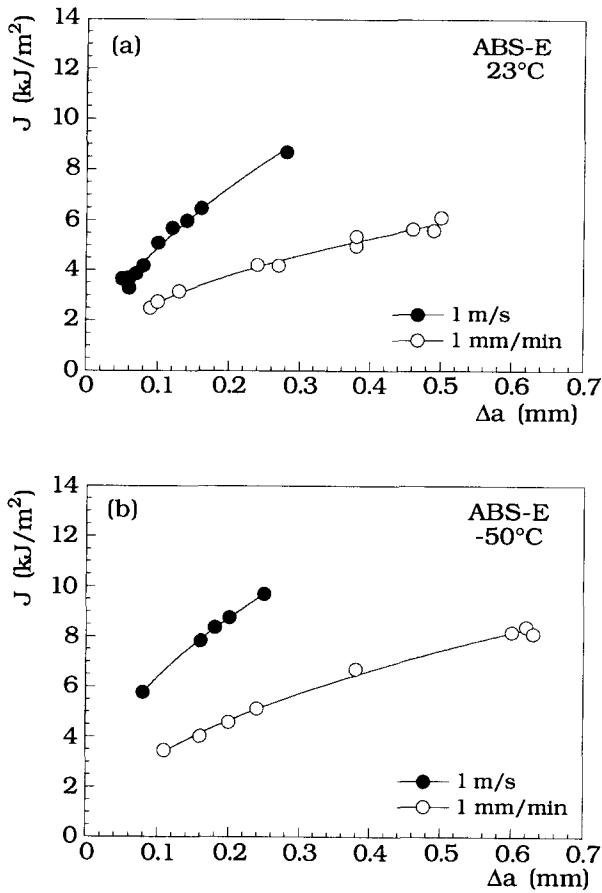 14
(a)
ABS-E
23°C
12
10
8
6
4
2
0
J (kJ/m²)
1 m/s
1 mm/min
0 0.1 0.2 0.3 0.4 0.5 0.6 0.7
Δa (mm)
14
(b)
ABS-E
-50°C
12
10
8
6
4
2
0
J (kJ/m²)
1 m/s
1 mm/min
0 0.1 0.2 0.3 0.4 0.5 0.6 0.7
Δa (mm)